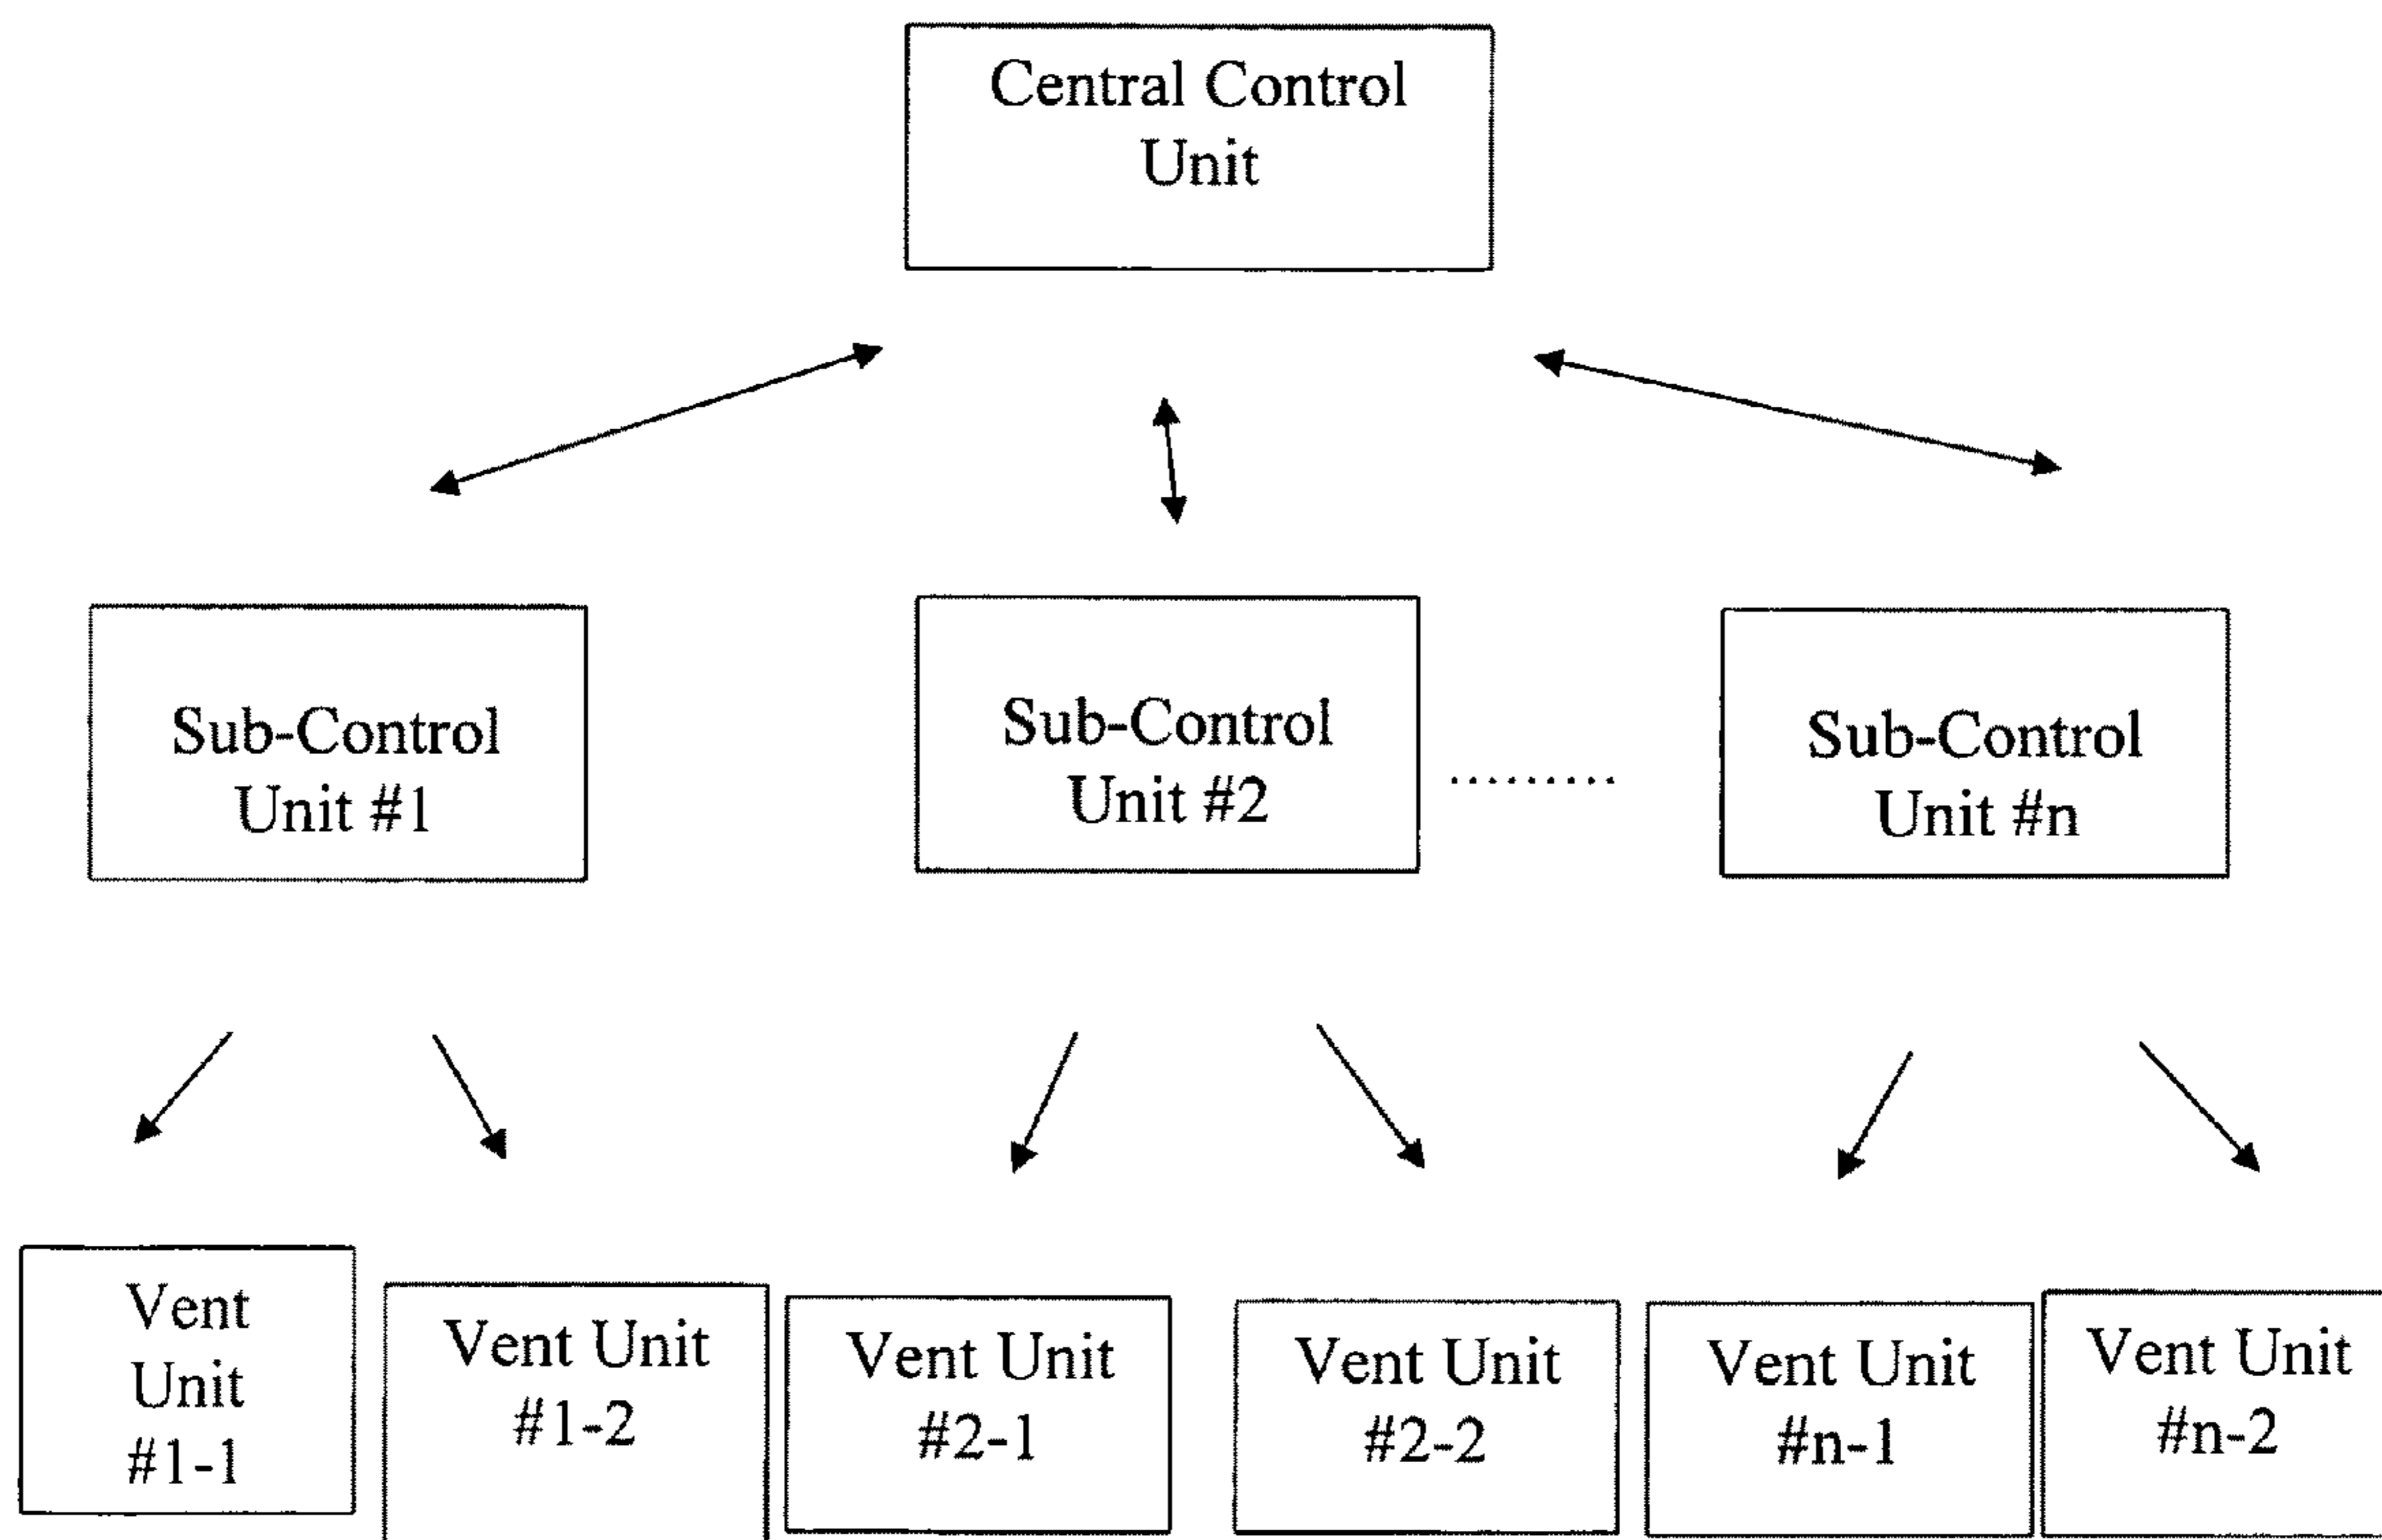 Central Control
Unit
Sub-Control
Unit #1
Sub-Control
Unit #2
.........
Sub-Control
Unit #n
Vent
Unit
#1-1
Vent Unit
#1-2
Vent Unit
#2-1
Vent Unit
#2-2
Vent Unit
#n-1
Vent Unit
#n-2